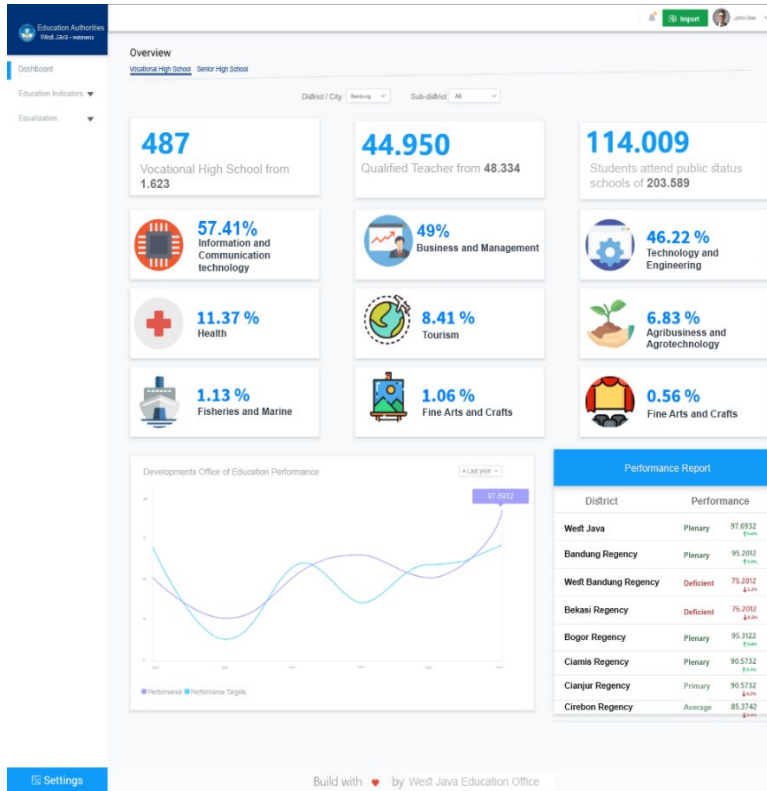 Education Authorities
West Java - Indonesia
Import
John Doe
Dashboard
Education Indicators
Equalization
Overview
Vocational High School Senior High School
District / City Bandung Sub-district All
487
Vocational High School from
1.623
44.950
Qualified Teacher from 48.334
114.009
Students attend public status
schools of 203.589
57.41%
Information and
Communication
technology
49%
Business and Management
46.22 %
Technology and
Engineering
11.37 %
Health
8.41 %
Tourism
6.83 %
Agribusiness and
Agrotechnology
1.13 %
Fisheries and Marine
1.06 %
Fine Arts and Crafts
0.56 %
Fine Arts and Crafts
Developments Office of Education Performance
Last year
97.6932
Performance Performance Targets
Performance Report
District Performance
West Java Plenary 97.6932
Bandung Regency Plenary 95.2012
West Bandung Regency Deficient 75.2012
Bekasi Regency Deficient 76.2012
Bogor Regency Plenary 95.3122
Ciamis Regency Plenary 90.5732
Cianjur Regency Primary 90.5732
Cirebon Regency Average 85.3742
Settings
Build with by West Java Education Office